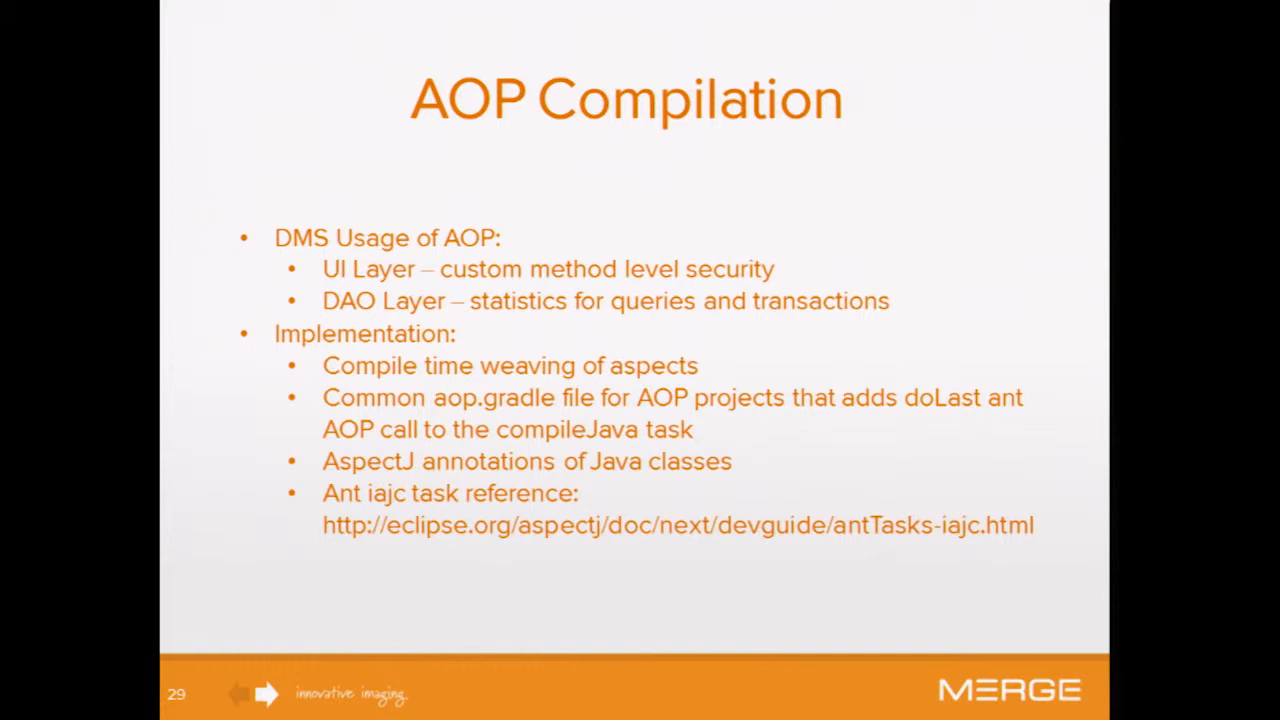 AOP Compilation
• DMS Usage of AOP:
• UI Layer – custom method level security
• DAO Layer – statistics for queries and transactions
• Implementation:
• Compile time weaving of aspects
• Common aop.gradle file for AOP projects that adds doLast ant
AOP call to the compileJava task
• AspectJ annotations of Java classes
• Ant iajc task reference:
http://eclipse.org/aspectj/doc/next/devguide/antTasks-iajc.html
29
innovative imaging.
MERGE